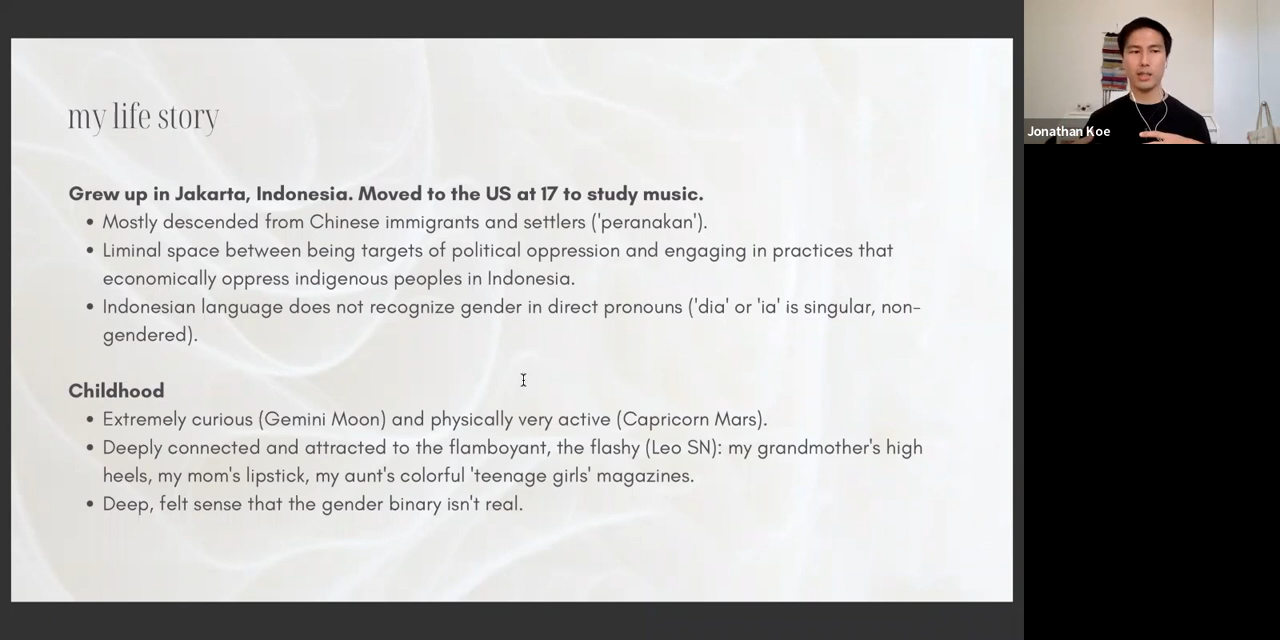 my life story
Grew up in Jakarta, Indonesia. Moved to the US at 17 to study music.
• Mostly descended from Chinese immigrants and settlers ('peranakan').
• Liminal space between being targets of political oppression and engaging in practices that
economically oppress indigenous peoples in Indonesia.
• Indonesian language does not recognize gender in direct pronouns ('dia' or 'ia' is singular, non-
gendered).
Childhood
• Extremely curious (Gemini Moon) and physically very active (Capricorn Mars).
• Deeply connected and attracted to the flamboyant, the flashy (Leo SN): my grandmother's high
heels, my mom's lipstick, my aunt's colorful 'teenage girls' magazines.
• Deep, felt sense that the gender binary isn't real.
Jonathan Koe